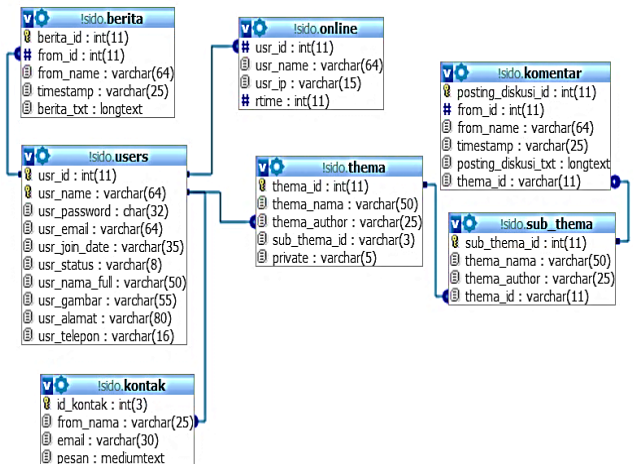 !sido.berita
berita_id : int(11)
# from_id : int(11)
from_name : varchar(64)
timestamp : varchar(25)
berita_txt : longtext
!sido.online
# usr_id : int(11)
usr_name : varchar(64)
usr_ip : varchar(15)
# rtime : int(11)
!sido.komentar
posting_diskusi_id : int(11)
# from_id : int(11)
from_name : varchar(64)
timestamp : varchar(25)
posting_diskusi_txt : longtext
thema_id : varchar(11)
!sido.users
usr_id : int(11)
usr_name : varchar(64)
usr_password : char(32)
usr_email : varchar(64)
usr_join_date : varchar(35)
usr_status : varchar(8)
usr_nama_full : varchar(50)
usr_gambar : varchar(55)
usr_alamat : varchar(80)
usr_telepon : varchar(16)
!sido.thema
thema_id : int(11)
thema_nama : varchar(50)
thema_author : varchar(25)
sub_thema_id : varchar(3)
private : varchar(5)
!sido.sub_thema
sub_thema_id : int(11)
thema_nama : varchar(50)
thema_author : varchar(25)
thema_id : varchar(11)
!sido.kontak
id_kontak : int(3)
from_nama : varchar(25)
email : varchar(30)
pesan : mediumtext